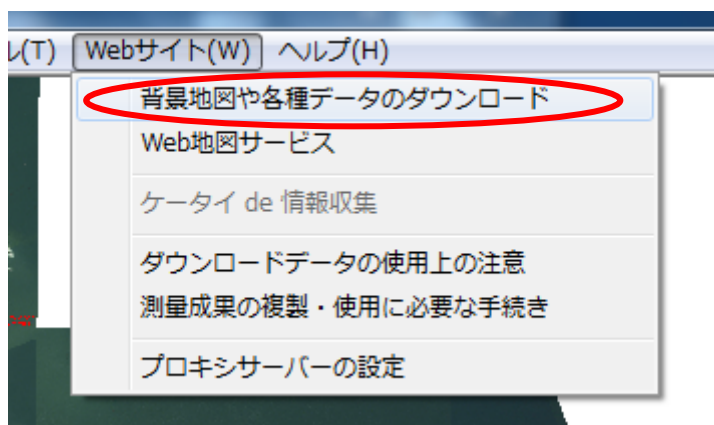 ル(T) Webサイト(W) ヘルプ(H)
背景地図や各種データのダウンロード
Web地図サービス
ケータイ de 情報収集
ダウンロードデータの使用上の注意
測量成果の複製・使用に必要な手続き
プロキシサーバーの設定